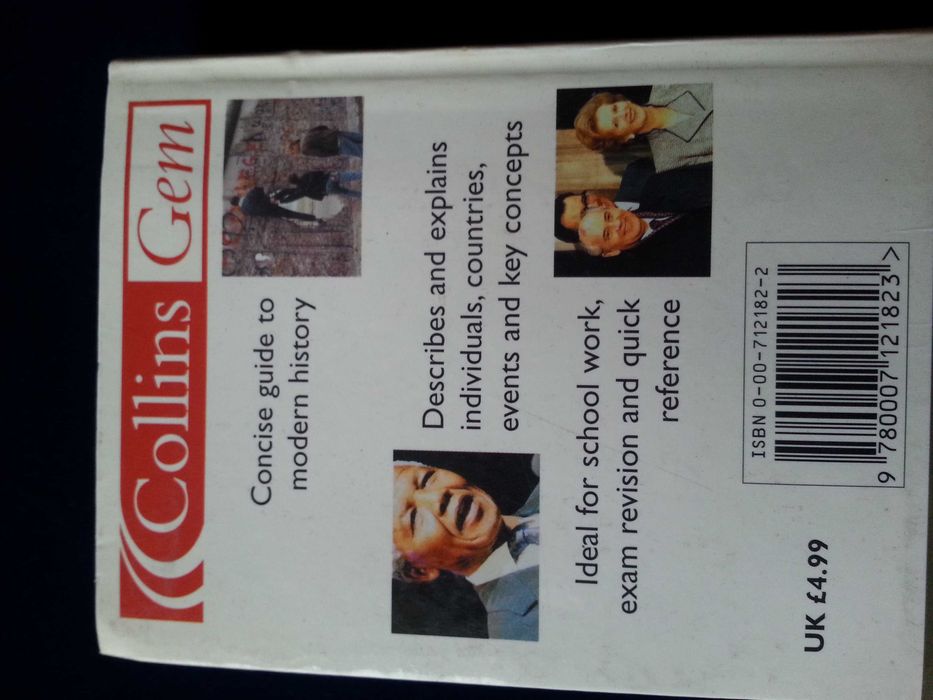 Collins Gem
Concise guide to
modern history
Describes and explains
individuals, countries,
events and key concepts
Ideal for school work,
exam revision and quick
reference
UK £4.99
ISBN 0-00-712182-2
9 780007 121823 >